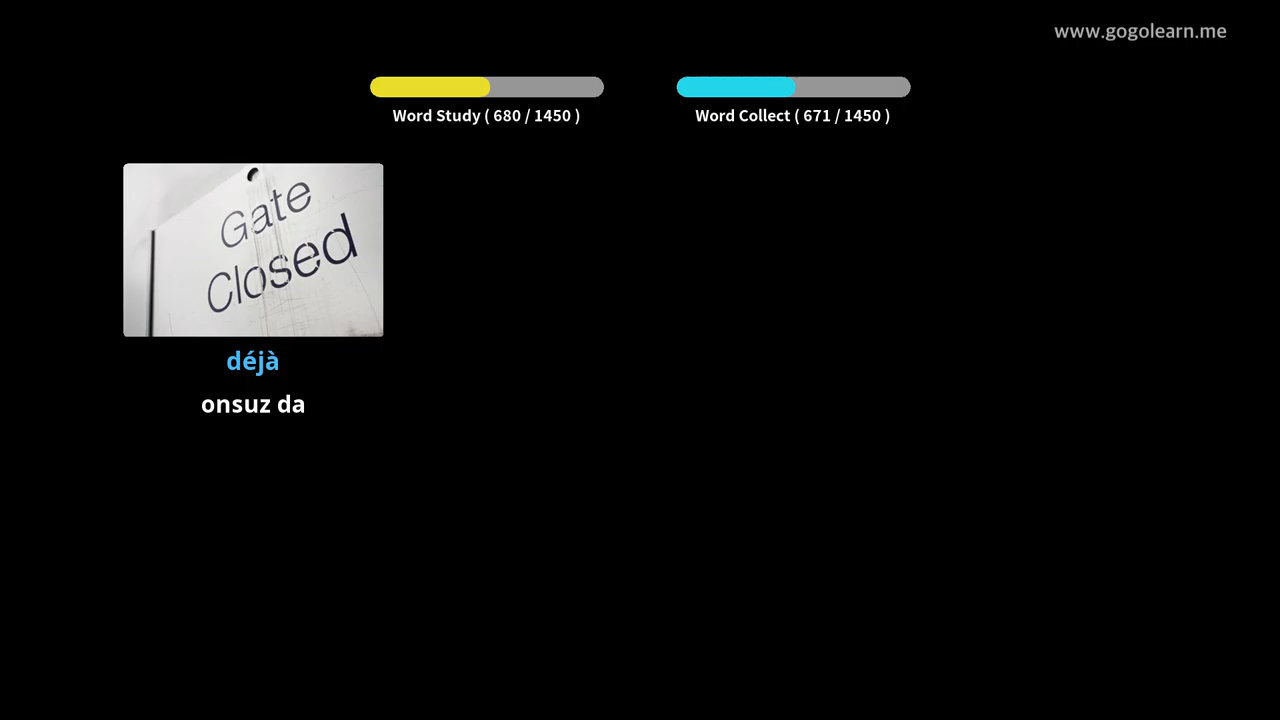 www.gogolearn.me
Word Study ( 680 / 1450 )
Word Collect ( 671 / 1450 )
Gate
Closed
déjà
onsuz da